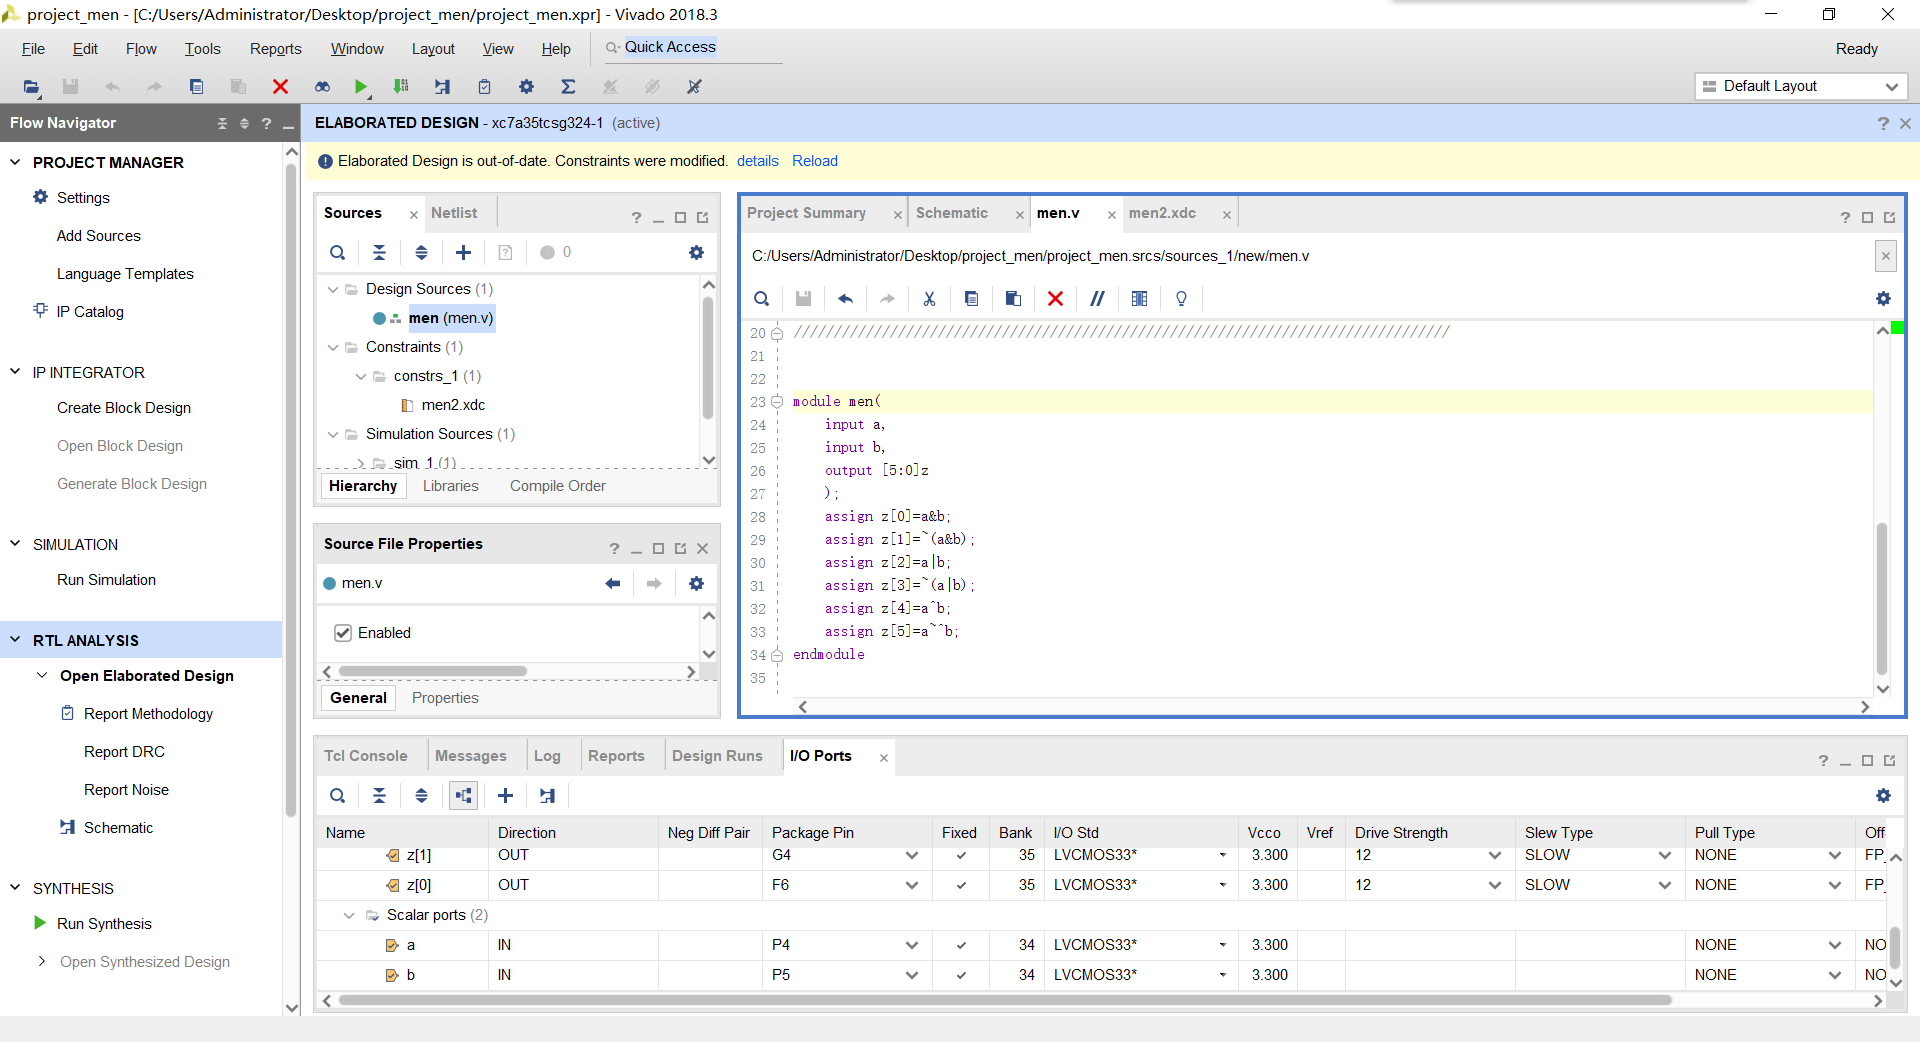 project_men - [C:/Users/Administrator/Desktop/project_men/project_men.xpr] - Vivado 2018.3
File Edit Flow Tools Reports Window Layout View Help Quick Access Ready
Default Layout
Flow Navigator
ELABORATED DESIGN - xc7a35tcsg324-1 (active)
Elaborated Design is out-of-date. Constraints were modified. details Reload
PROJECT MANAGER
Settings
Add Sources
Language Templates
IP Catalog
IP INTEGRATOR
Create Block Design
Open Block Design
Generate Block Design
SIMULATION
Run Simulation
RTL ANALYSIS
Open Elaborated Design
Report Methodology
Report DRC
Report Noise
Schematic
SYNTHESIS
Run Synthesis
Open Synthesized Design
Sources Netlist
0
Design Sources (1)
men (men.v)
Constraints (1)
constrs_1 (1)
men2.xdc
Simulation Sources (1)
sim_1 (1)
Hierarchy Libraries Compile Order
Source File Properties
men.v
Enabled
General Properties
Project Summary Schematic men.v men2.xdc
C:/Users/Administrator/Desktop/project_men/project_men.srcs/sources_1/new/men.v
20 //////////////////////////////////////////////////////////////////////////////////
21
22
23 module men(
24 input a,
25 input b,
26 output [5:0]z
27 );
28 assign z[0]=a&b;
29 assign z[1]=~(a&b);
30 assign z[2]=a|b;
31 assign z[3]=~(a|b);
32 assign z[4]=a^b;
33 assign z[5]=a~^b;
34 endmodule
35
Tcl Console Messages Log Reports Design Runs I/O Ports
Name Direction Neg Diff Pair Package Pin Fixed Bank I/O Std Vcco Vref Drive Strength Slew Type Pull Type Off
z[1] OUT G4 35 LVCMOS33* 3.300 12 SLOW NONE FP_
z[0] OUT F6 35 LVCMOS33* 3.300 12 SLOW NONE FP_
Scalar ports (2)
a IN P4 34 LVCMOS33* 3.300 NONE NO
b IN P5 34 LVCMOS33* 3.300 NONE NO